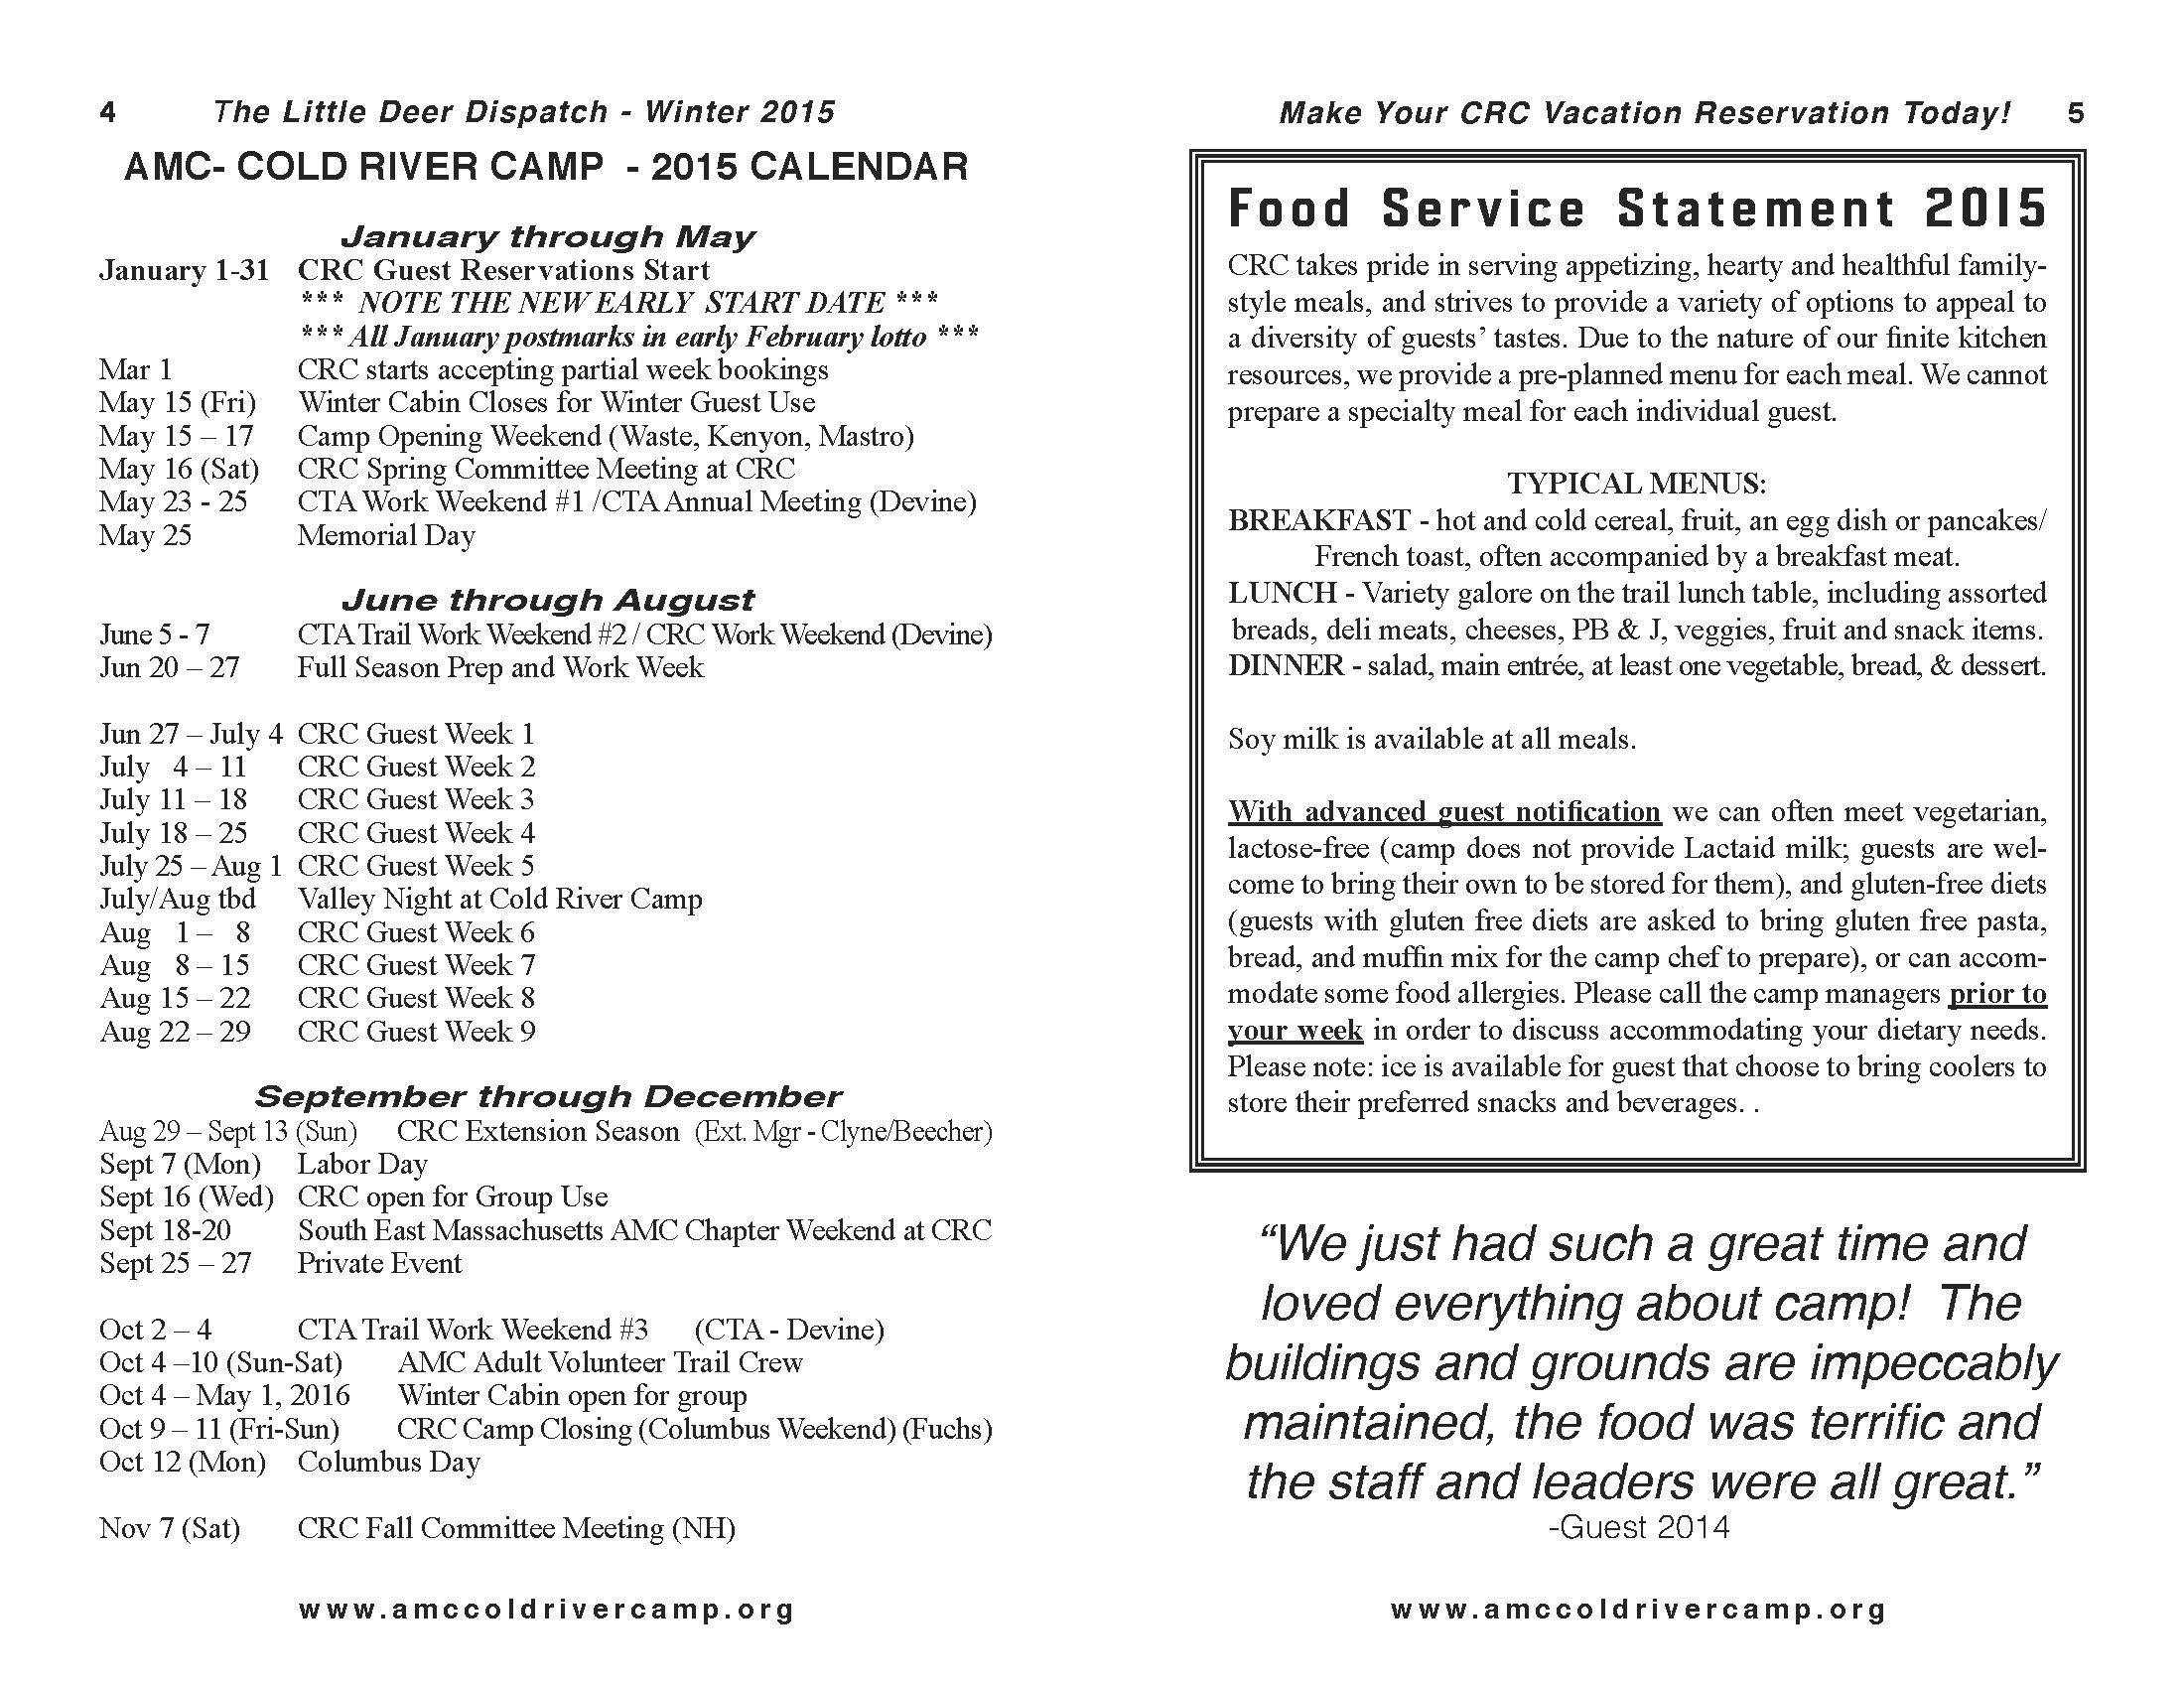 4 The Little Deer Dispatch - Winter 2015
AMC- COLD RIVER CAMP - 2015 CALENDAR
January through May
January 1-31 CRC Guest Reservations Start
*** NOTE THE NEW EARLY START DATE ***
*** All January postmarks in early February lotto ***
Mar 1 CRC starts accepting partial week bookings
May 15 (Fri) Winter Cabin Closes for Winter Guest Use
May 15 – 17 Camp Opening Weekend (Waste, Kenyon, Mastro)
May 16 (Sat) CRC Spring Committee Meeting at CRC
May 23 - 25 CTA Work Weekend #1 /CTA Annual Meeting (Devine)
May 25 Memorial Day
June through August
June 5 - 7 CTA Trail Work Weekend #2 / CRC Work Weekend (Devine)
Jun 20 – 27 Full Season Prep and Work Week
Jun 27 – July 4 CRC Guest Week 1
July 4 – 11 CRC Guest Week 2
July 11 – 18 CRC Guest Week 3
July 18 – 25 CRC Guest Week 4
July 25 – Aug 1 CRC Guest Week 5
July/Aug tbd Valley Night at Cold River Camp
Aug 1 – 8 CRC Guest Week 6
Aug 8 – 15 CRC Guest Week 7
Aug 15 – 22 CRC Guest Week 8
Aug 22 – 29 CRC Guest Week 9
September through December
Aug 29 – Sept 13 (Sun) CRC Extension Season (Ext. Mgr - Clyne/Beecher)
Sept 7 (Mon) Labor Day
Sept 16 (Wed) CRC open for Group Use
Sept 18-20 South East Massachusetts AMC Chapter Weekend at CRC
Sept 25 – 27 Private Event
Oct 2 – 4 CTA Trail Work Weekend #3 (CTA - Devine)
Oct 4 –10 (Sun-Sat) AMC Adult Volunteer Trail Crew
Oct 4 – May 1, 2016 Winter Cabin open for group
Oct 9 – 11 (Fri-Sun) CRC Camp Closing (Columbus Weekend) (Fuchs)
Oct 12 (Mon) Columbus Day
Nov 7 (Sat) CRC Fall Committee Meeting (NH)
www.amccoldrivercamp.org
Make Your CRC Vacation Reservation Today! 5
Food Service Statement 2015
CRC takes pride in serving appetizing, hearty and healthful family-
style meals, and strives to provide a variety of options to appeal to
a diversity of guests’ tastes. Due to the nature of our finite kitchen
resources, we provide a pre-planned menu for each meal. We cannot
prepare a specialty meal for each individual guest.
TYPICAL MENUS:
BREAKFAST - hot and cold cereal, fruit, an egg dish or pancakes/
French toast, often accompanied by a breakfast meat.
LUNCH - Variety galore on the trail lunch table, including assorted
breads, deli meats, cheeses, PB & J, veggies, fruit and snack items.
DINNER - salad, main entrée, at least one vegetable, bread, & dessert.
Soy milk is available at all meals.
With advanced guest notification we can often meet vegetarian,
lactose-free (camp does not provide Lactaid milk; guests are wel-
come to bring their own to be stored for them), and gluten-free diets
(guests with gluten free diets are asked to bring gluten free pasta,
bread, and muffin mix for the camp chef to prepare), or can accom-
modate some food allergies. Please call the camp managers prior to
your week in order to discuss accommodating your dietary needs.
Please note: ice is available for guest that choose to bring coolers to
store their preferred snacks and beverages. .
“We just had such a great time and
loved everything about camp! The
buildings and grounds are impeccably
maintained, the food was terrific and
the staff and leaders were all great.”
-Guest 2014
www.amccoldrivercamp.org